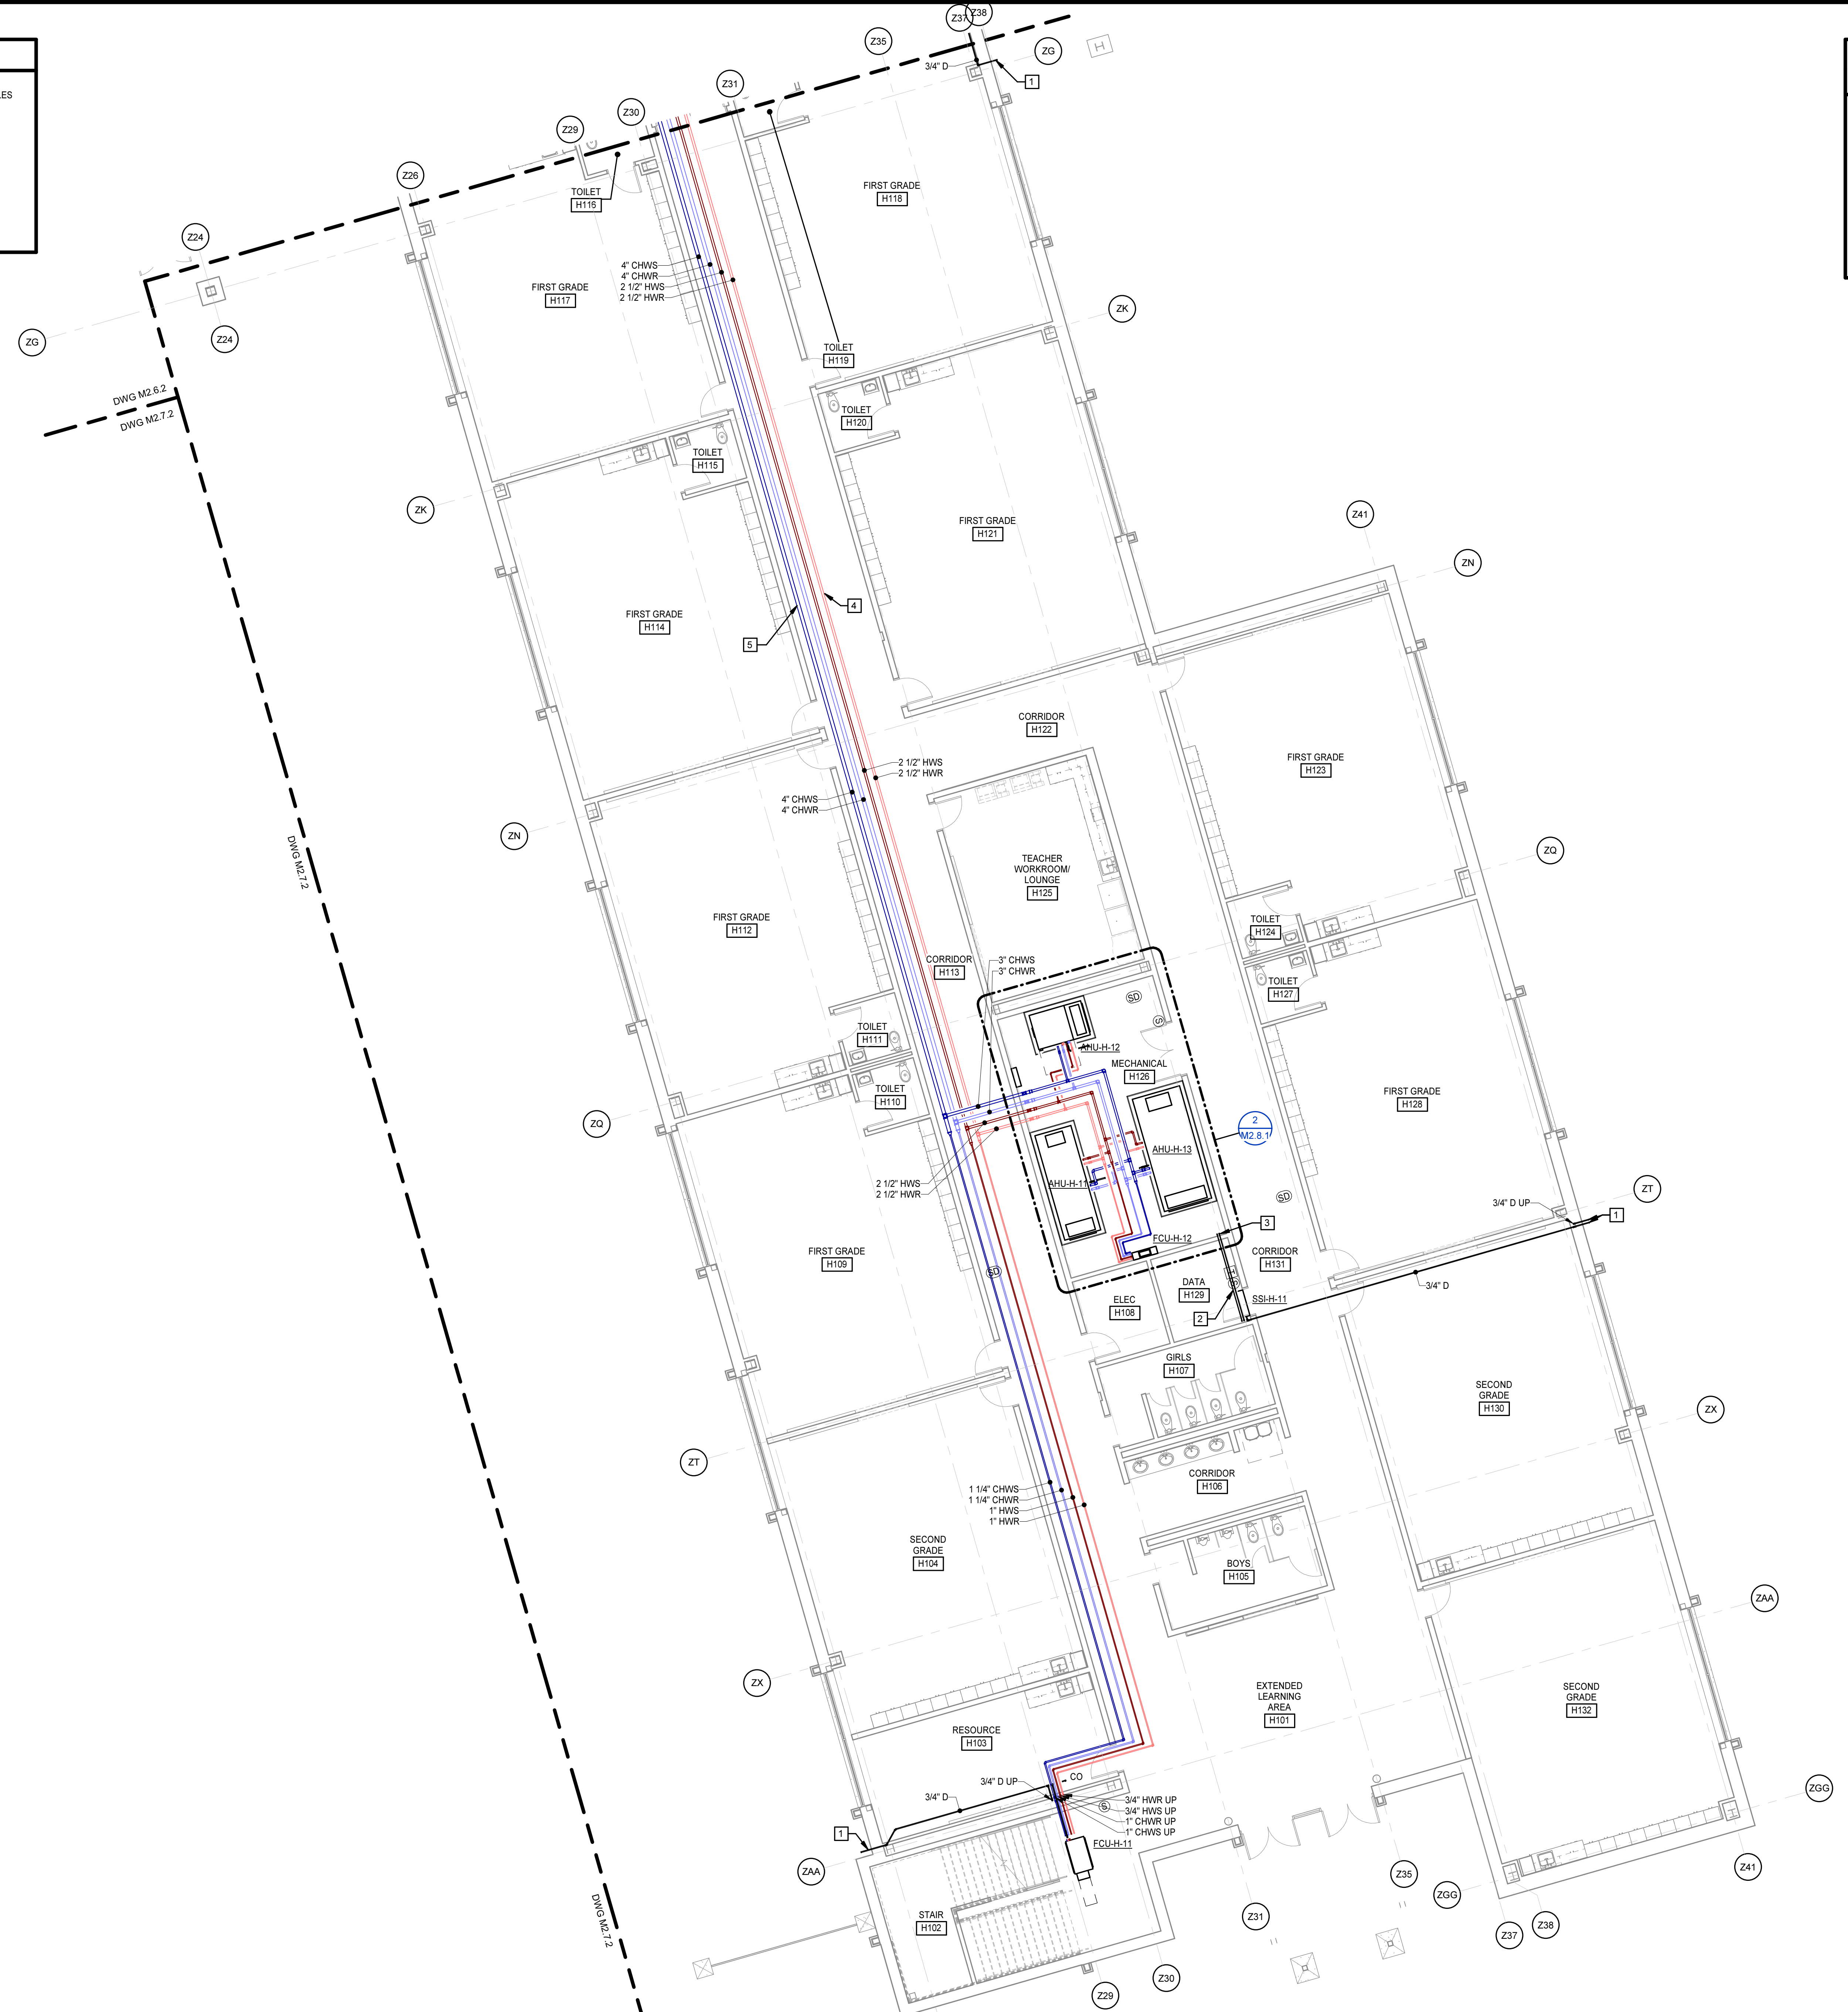 Z37
Z38
Z35
ZG
3/4" D
1
LES
Z31
Z30
Z29
Z26
TOILET
H116
FIRST GRADE
H118
Z24
4" CHWS
4" CHWR
2 1/2" HWS
2 1/2" HWR
FIRST GRADE
H117
ZK
ZG
Z24
TOILET
H119
DWG M2.6.2
DWG M2.7.2
TOILET
H120
TOILET
H115
ZK
FIRST GRADE
H121
Z41
ZN
FIRST GRADE
H114
4
5
CORRIDOR
H122
2 1/2" HWS
2 1/2" HWR
FIRST GRADE
H123
4" CHWS
4" CHWR
ZN
DWG M2.7.2
ZQ
TEACHER
WORKROOM/
LOUNGE
H125
FIRST GRADE
H112
TOILET
H124
CORRIDOR
H113
3" CHWS
3" CHWR
TOILET
H127
SD
S
TOILET
H111
AHU-H-12
MECHANICAL
H126
TOILET
H110
FIRST GRADE
H128
ZQ
2
M2.8.1
AHU-H-13
2 1/2" HWS
2 1/2" HWR
AHU-H-11
SD
ZT
3/4" D UP
1
3
FCU-H-12
FIRST GRADE
H109
SD
CORRIDOR
H131
DATA
H129
3/4" D
T
S
ELEC
H108
SSI-H-11
2
GIRLS
H107
SECOND
GRADE
H130
ZX
ZT
CORRIDOR
H106
1 1/4" CHWS
1 1/4" CHWR
1" HWS
1" HWR
SECOND
GRADE
H104
BOYS
H105
ZAA
ZX
EXTENDED
LEARNING
AREA
H101
SECOND
GRADE
H132
RESOURCE
H103
3/4" D UP
CO
ZGG
3/4" D
3/4" HWR UP
3/4" HWS UP
1" CHWR UP
1" CHWS UP
S
1
FCU-H-11
ZAA
Z35
Z41
ZGG
STAIR
H102
Z31
Z38
Z37
DWG M2.7.2
Z30
Z29